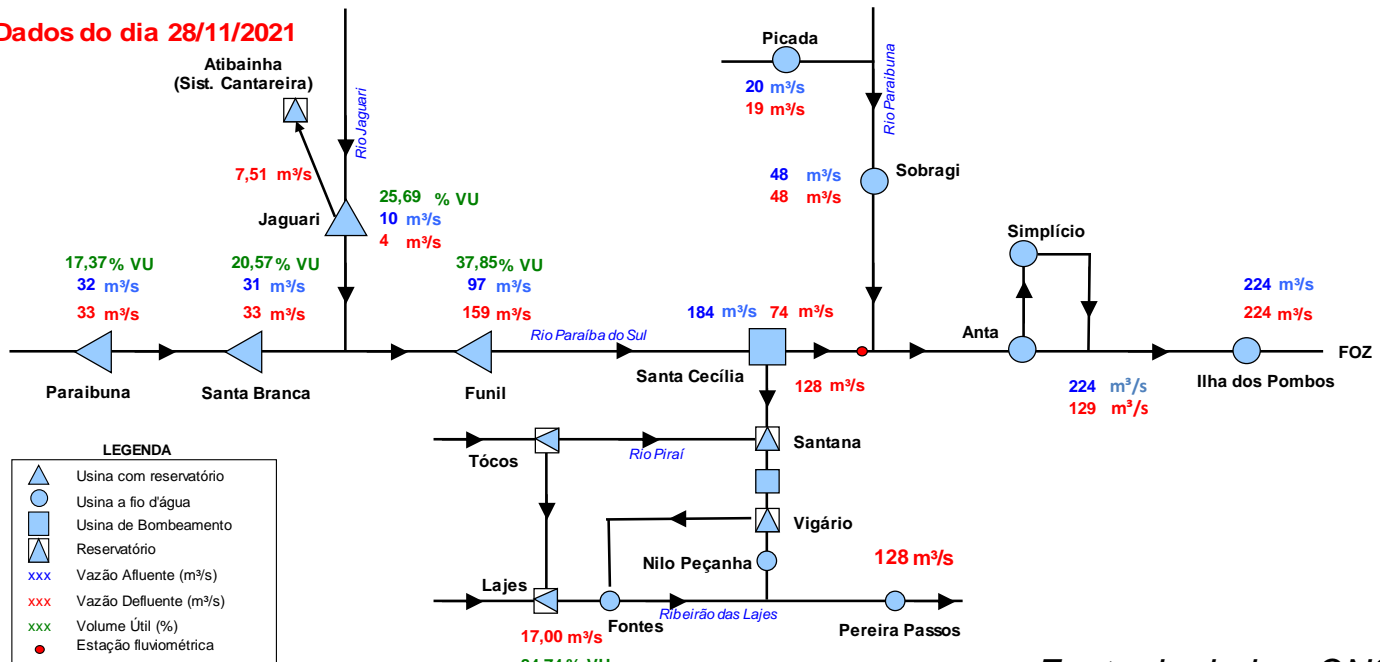 Dados do dia 28/11/2021
Atibainha
(Sist. Cantareira)
Rio Jaguari
7,51 m³/s
Jaguari
25,69 % VU
10 m³/s
4 m³/s
Picada
20 m³/s
19 m³/s
Rio Paraibuna
48 m³/s
48 m³/s
Sobragi
Simplício
17,37% VU
32 m³/s
33 m³/s
Paraibuna
20,57% VU
31 m³/s
33 m³/s
Santa Branca
37,85% VU
97 m³/s
159 m³/s
Funil
Rio Paraíba do Sul
184 m³/s 74 m³/s
Santa Cecília
128 m³/s
Anta
224 m³/s
129 m³/s
224 m³/s
224 m³/s
Ilha dos Pombos
FOZ
Tócos
Rio Piraí
Santana
Vigário
Nilo Peçanha
128 m³/s
Lajes
Fontes
Ribeirão das Lajes
Pereira Passos
17,00 m³/s
LEGENDA
Usina com reservatório
Usina a fio d'água
Usina de Bombeamento
Reservatório
xxx Vazão Afluente (m³/s)
xxx Vazão Defluente (m³/s)
xxx Volume Útil (%)
Estação fluviométrica